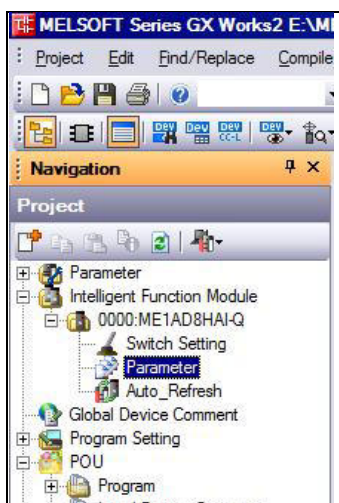 MELSOFT Series GX Works2 E:\M
Project Edit Find/Replace Compile
Navigation
Project
Parameter
Intelligent Function Module
0000:ME1AD8HAI-Q
Switch Setting
Parameter
Auto_Refresh
Global Device Comment
Program Setting
POU
Program